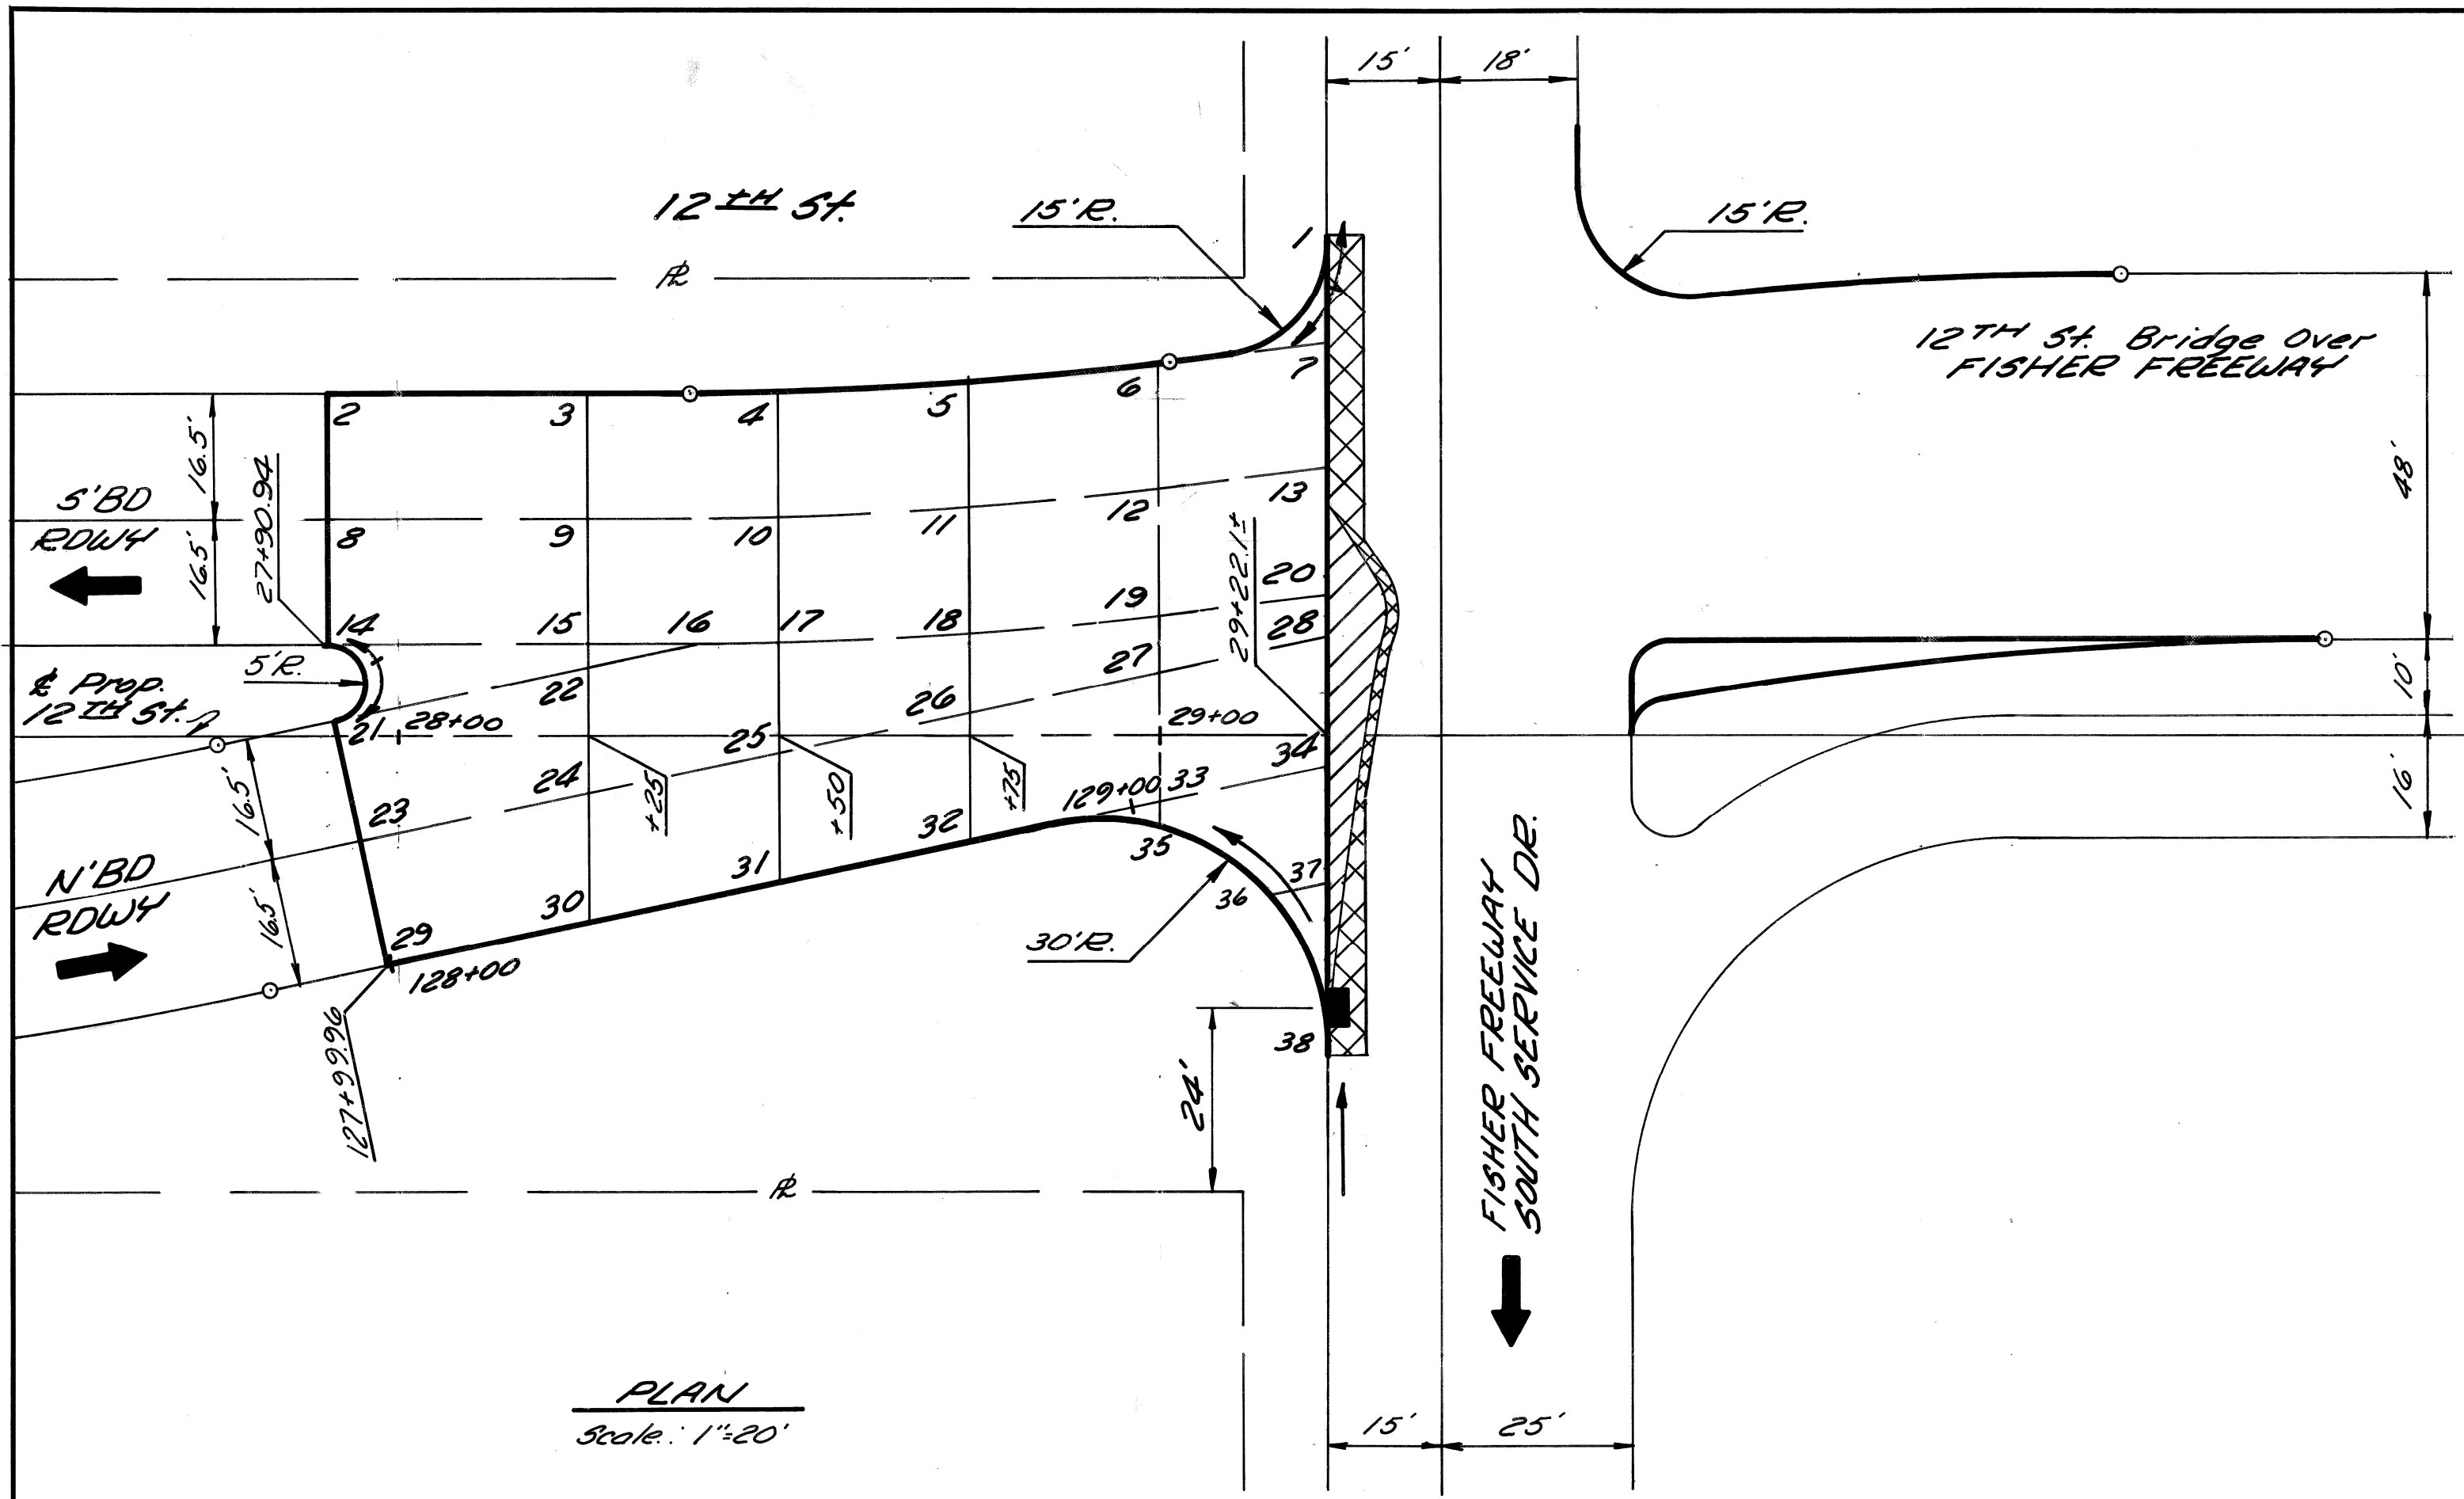 15' 18'
12TH St.
15'R.
1
15'R.
PL
12TH St. Bridge Over
FISHER FREEWAY
7
2 3 4 5 6
16.5'
27+90.94
S'BD
RDWY
16.5'
8 9 10 11 12 13
48'
29+22.1±
20
19
14 15 16 17 18 28
5'R.
℄ Prop.
12TH St.
22 26 27
10'
21 28+00
25 29+00 34
16.5'
24 +25 +50 +75 129+00 33
16'
23 32
35
N'BD
RDWY
16.5'
31 37
30 36
29
128+00
30'R.
127+99.96
38
24'
FISHER FREEWAY
SOUTH SERVICE DR.
PL
PLAN
Scale: 1"=20'
15' 25'